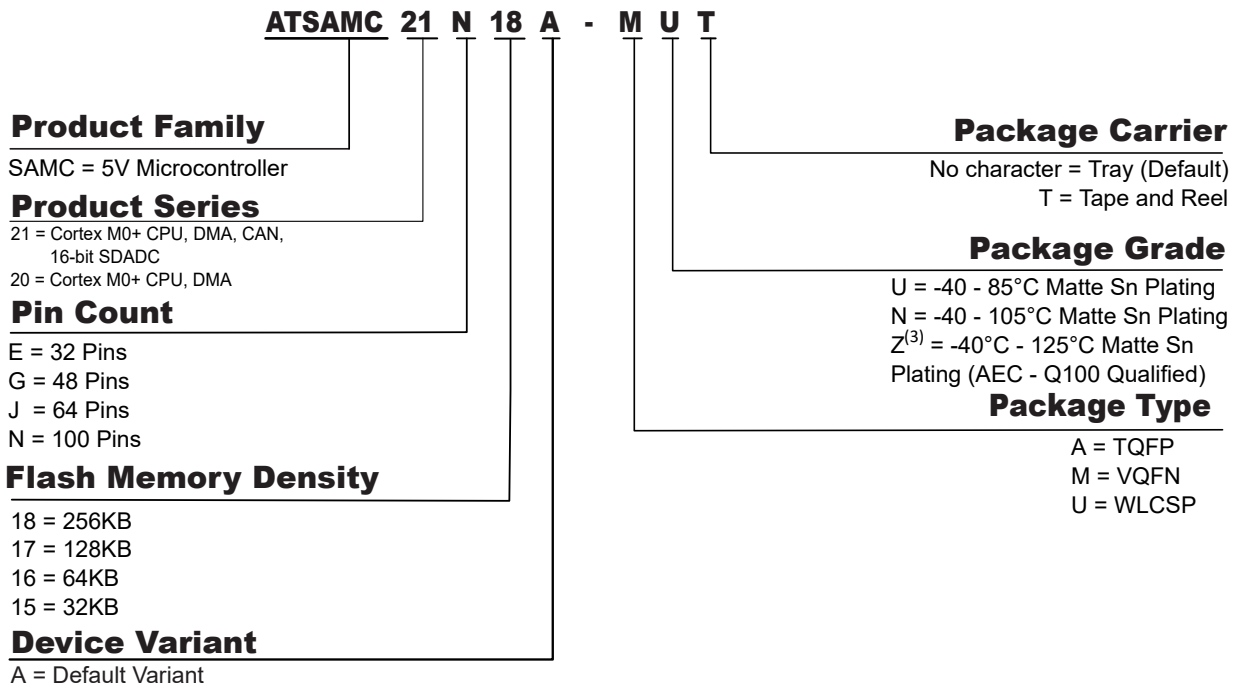 ATSAMC 21 N 18 A - M U T
Product Family
SAMC = 5V Microcontroller
Product Series
21 = Cortex M0+ CPU, DMA, CAN,
16-bit SDADC
20 = Cortex M0+ CPU, DMA
Pin Count
E = 32 Pins
G = 48 Pins
J = 64 Pins
N = 100 Pins
Flash Memory Density
18 = 256KB
17 = 128KB
16 = 64KB
15 = 32KB
Device Variant
A = Default Variant
Package Carrier
No character = Tray (Default)
T = Tape and Reel
Package Grade
U = -40 - 85°C Matte Sn Plating
N = -40 - 105°C Matte Sn Plating
Z(3) = -40°C - 125°C Matte Sn
Plating (AEC - Q100 Qualified)
Package Type
A = TQFP
M = VQFN
U = WLCSP